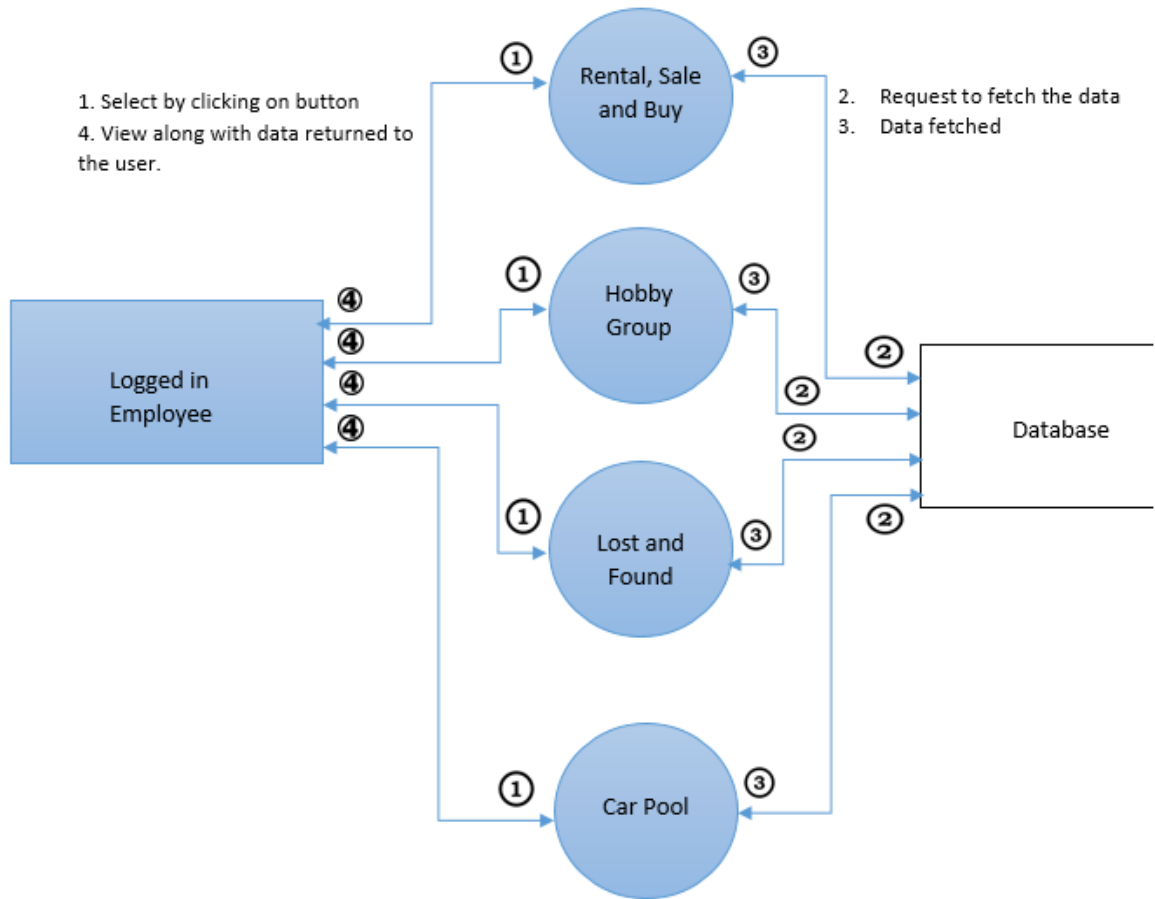 1
3
Rental, Sale
and Buy
1. Select by clicking on button
4. View along with data returned to
the user.
2. Request to fetch the data
3. Data fetched
1
3
Hobby
Group
4
4
4
4
Logged in
Employee
2
2
2
2
Database
1
3
Lost and
Found
1
3
Car Pool